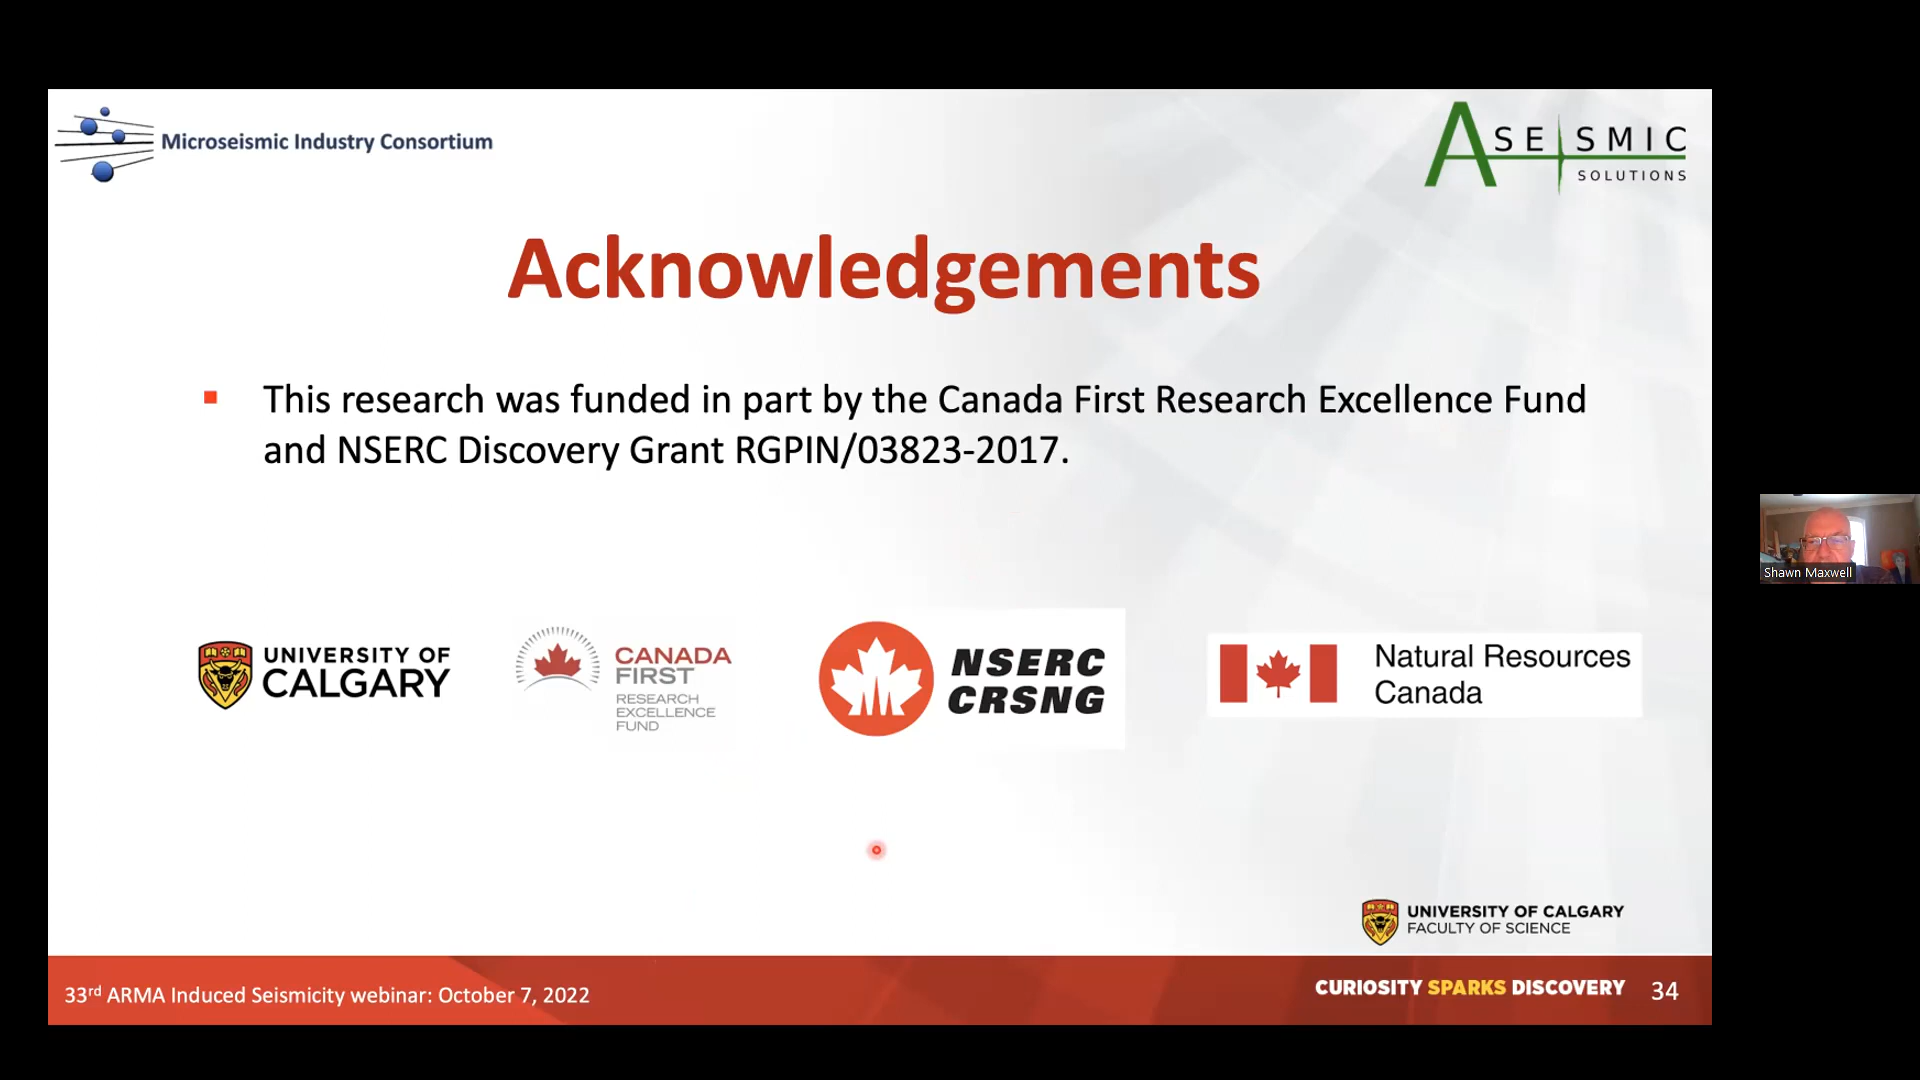 Microseismic Industry Consortium
ASEISMIC
SOLUTIONS
Acknowledgements
This research was funded in part by the Canada First Research Excellence Fund
and NSERC Discovery Grant RGPIN/03823-2017.
UNIVERSITY OF
CALGARY
CANADA
FIRST
RESEARCH
EXCELLENCE
FUND
NSERC
CRSNG
Natural Resources
Canada
Shawn Maxwell
UNIVERSITY OF CALGARY
FACULTY OF SCIENCE
33rd ARMA Induced Seismicity webinar: October 7, 2022
CURIOSITY SPARKS DISCOVERY
34